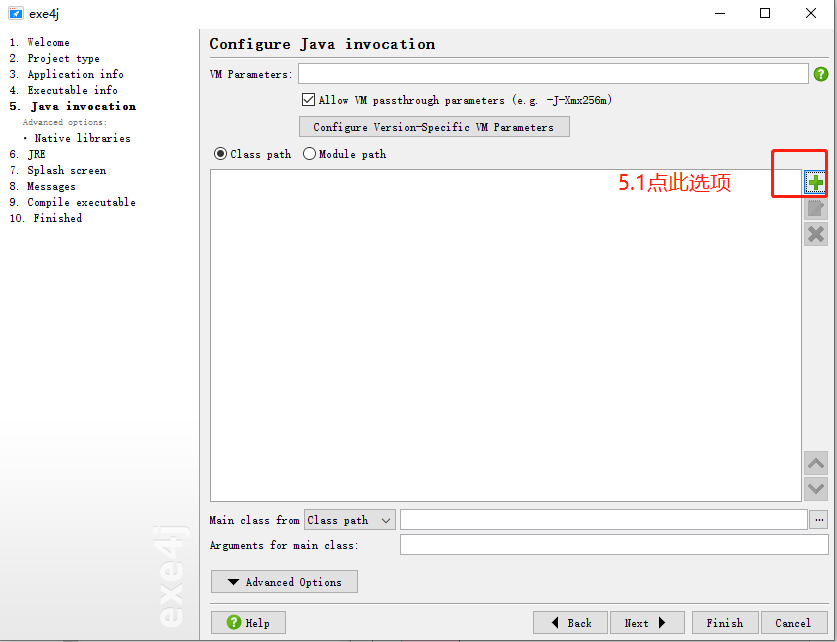 exe4j
1. Welcome
2. Project type
3. Application info
4. Executable info
5. Java invocation
Advanced options:
· Native libraries
6. JRE
7. Splash screen
8. Messages
9. Compile executable
10. Finished
exe4j
Configure Java invocation
VM Parameters:
Allow VM passthrough parameters (e.g. -J-Xmx256m)
Configure Version-Specific VM Parameters
Class path Module path
5.1点此选项
Main class from Class path ...
Arguments for main class:
Advanced Options
Help Back Next Finish Cancel